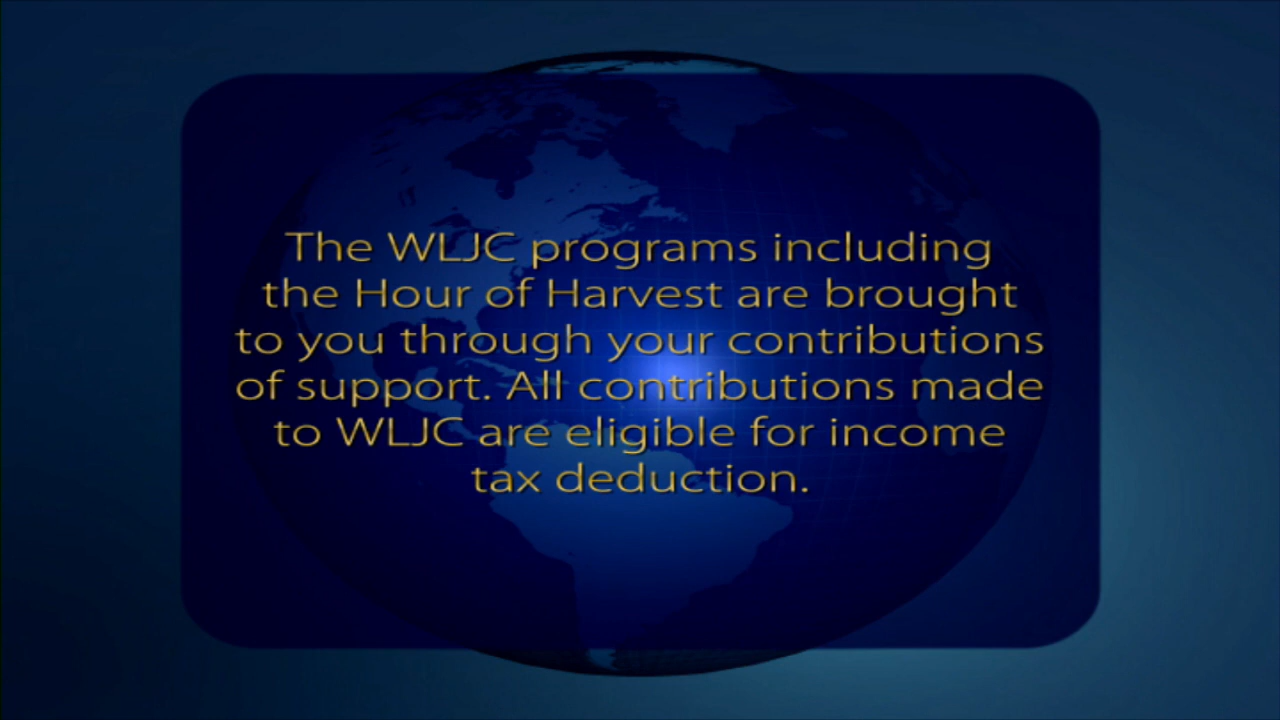 The WLJC programs including
the Hour of Harvest are brought
to you through your contributions
of support. All contributions made
to WLJC are eligible for income
tax deduction.